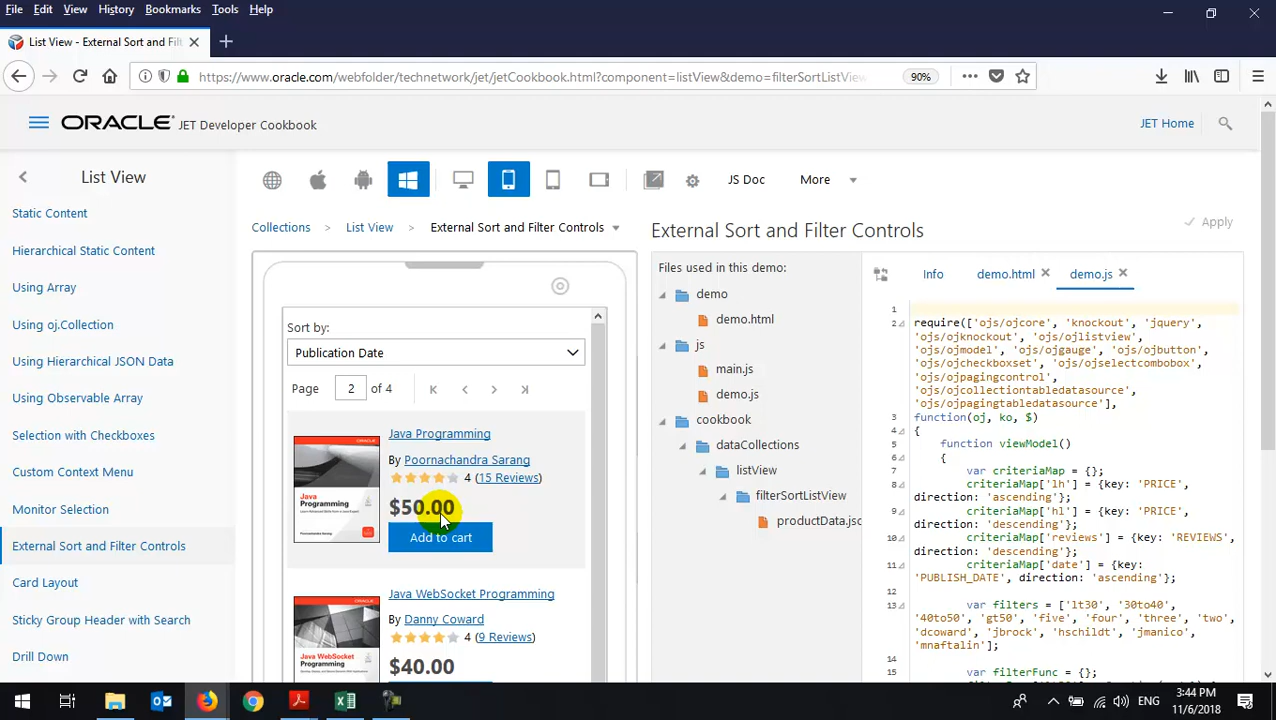 File Edit View History Bookmarks Tools Help
List View - External Sort and Filt
https://www.oracle.com/webfolder/technetwork/jet/jetCookbook.html?component=listView&demo=filterSortListView
90%
ORACLE JET Developer Cookbook
JET Home
List View
Static Content
Hierarchical Static Content
Using Array
Using oj.Collection
Using Hierarchical JSON Data
Using Observable Array
Selection with Checkboxes
Custom Context Menu
Monitor Selection
External Sort and Filter Controls
Card Layout
Sticky Group Header with Search
Drill Down
JS Doc
More
Collections > List View > External Sort and Filter Controls
Sort by:
Publication Date
Page 2 of 4
Java Programming
By Poornachandra Sarang
4 (15 Reviews)
$50.00
Add to cart
Java
Programming
Poornachandra Sarang
Java WebSocket Programming
By Danny Coward
4 (9 Reviews)
$40.00
Java WebSocket
Programming
External Sort and Filter Controls
Apply
Files used in this demo:
demo
demo.html
js
main.js
demo.js
cookbook
dataCollections
listView
filterSortListView
productData.jsc
Info
demo.html
demo.js
1
2 require(['ojs/ojcore', 'knockout', 'jquery',
'ojs/ojknockout', 'ojs/ojlistview',
'ojs/ojmodel', 'ojs/ojgauge', 'ojs/ojbutton',
'ojs/ojcheckboxset', 'ojs/ojselectcombobox',
'ojs/ojpagingcontrol',
'ojs/ojcollectiontabledatasource',
'ojs/ojpagingtabledatasource'],
3 function(oj, ko, $)
4 {
5 function viewModel()
6 {
7 var criteriaMap = {};
8 criteriaMap['lh'] = {key: 'PRICE',
direction: 'ascending'};
9 criteriaMap['hl'] = {key: 'PRICE',
direction: 'descending'};
10 criteriaMap['reviews'] = {key: 'REVIEWS',
direction: 'descending'};
11 criteriaMap['date'] = {key:
'PUBLISH_DATE', direction: 'ascending'};
12
13 var filters = ['lt30', '30to40',
'40to50', 'gt50', 'five', 'four', 'three', 'two',
'dcoward', 'jbrock', 'hschildt', 'jmanico',
'mnaftalin'];
14
15 var filterFunc = {};
ENG
3:44 PM
11/6/2018